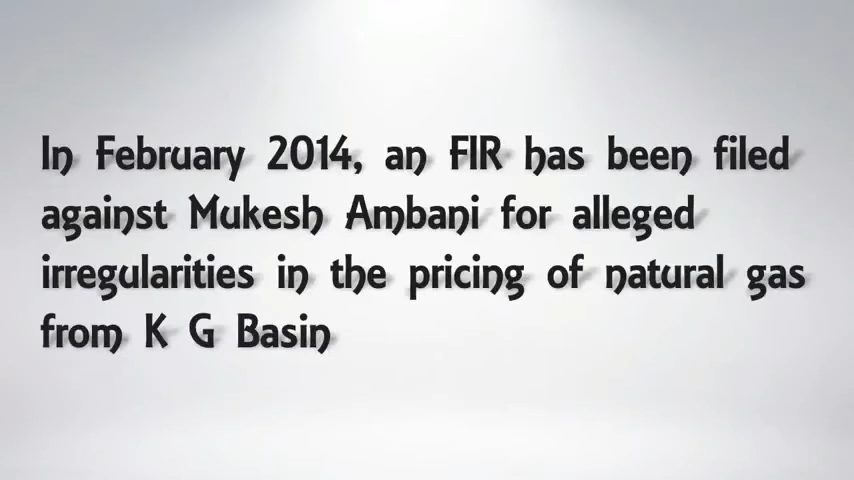 In February 2014, an FIR has been filed
against Mukesh Ambani for alleged
irregularities in the pricing of natural gas
from K G Basin